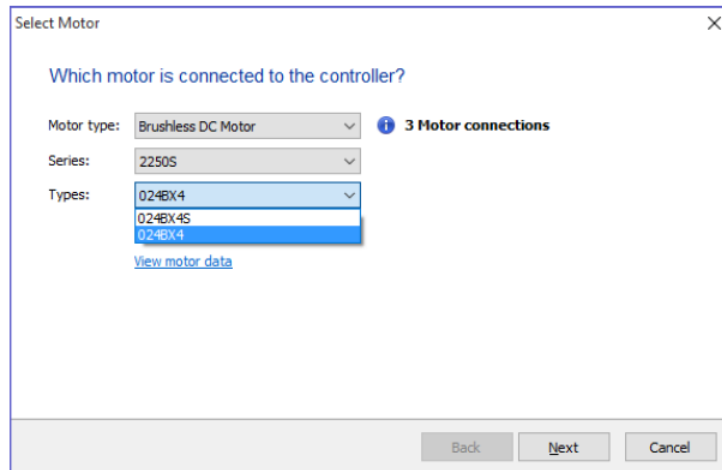 Select Motor
Which motor is connected to the controller?
Motor type: Brushless DC Motor 3 Motor connections
Series: 2250S
Types: 024BX4
024BX4S
024BX4
View motor data
Back Next Cancel